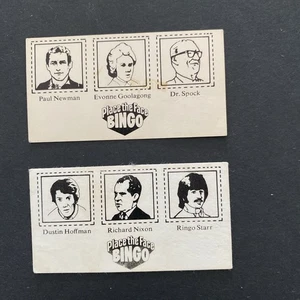 Paul Newman Evonne Goolagong Dr. Spock
Place the Face
BINGO
Dustin Hoffman Richard Nixon Ringo Starr
Place the Face
BINGO